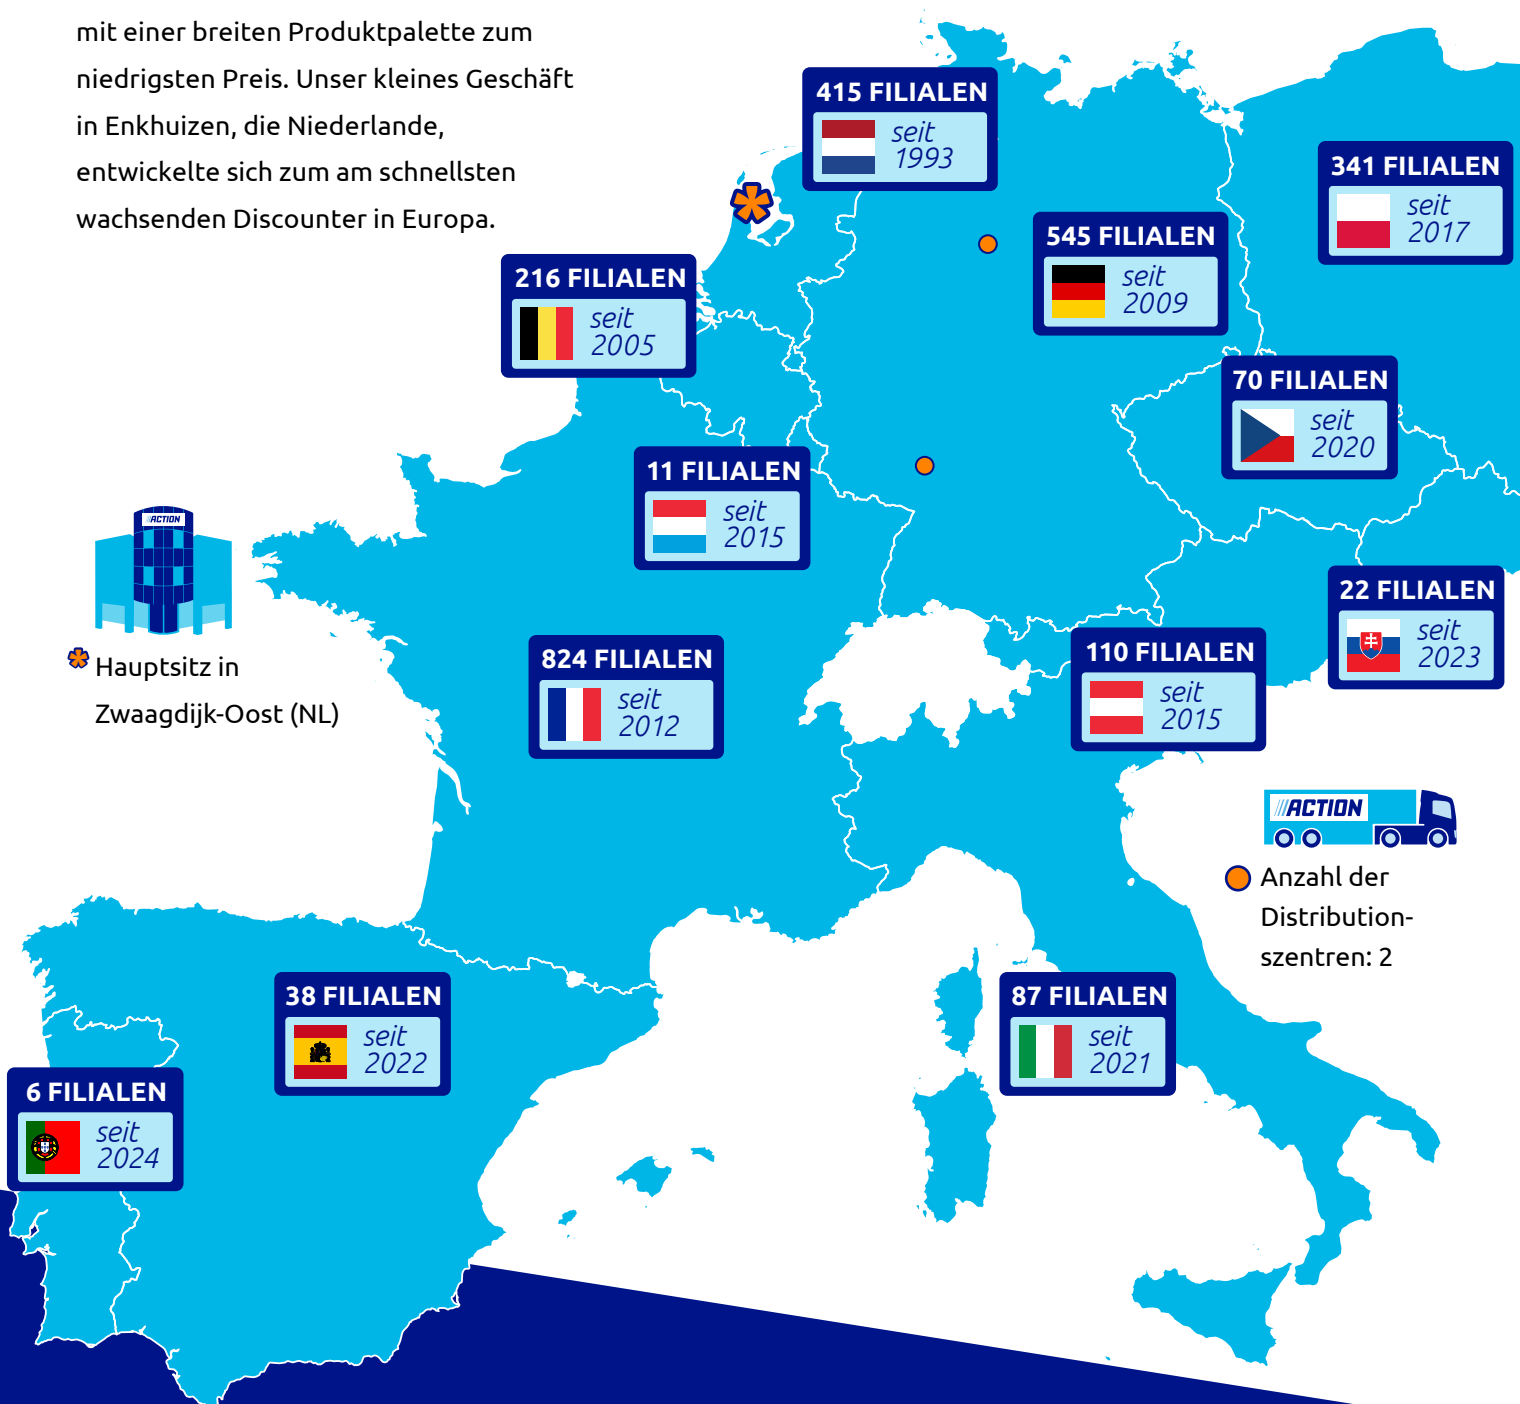 mit einer breiten Produktpalette zum
niedrigsten Preis. Unser kleines Geschäft
in Enkhuizen, die Niederlande,
entwickelte sich zum am schnellsten
wachsenden Discounter in Europa.
415 FILIALEN
seit
1993
341 FILIALEN
seit
2017
545 FILIALEN
seit
2009
216 FILIALEN
seit
2005
70 FILIALEN
seit
2020
11 FILIALEN
seit
2015
ACTION
Hauptsitz in
Zwaagdijk-Oost (NL)
22 FILIALEN
seit
2023
824 FILIALEN
seit
2012
110 FILIALEN
seit
2015
ACTION
Anzahl der
Distribution-
szentren: 2
38 FILIALEN
seit
2022
87 FILIALEN
seit
2021
6 FILIALEN
seit
2024